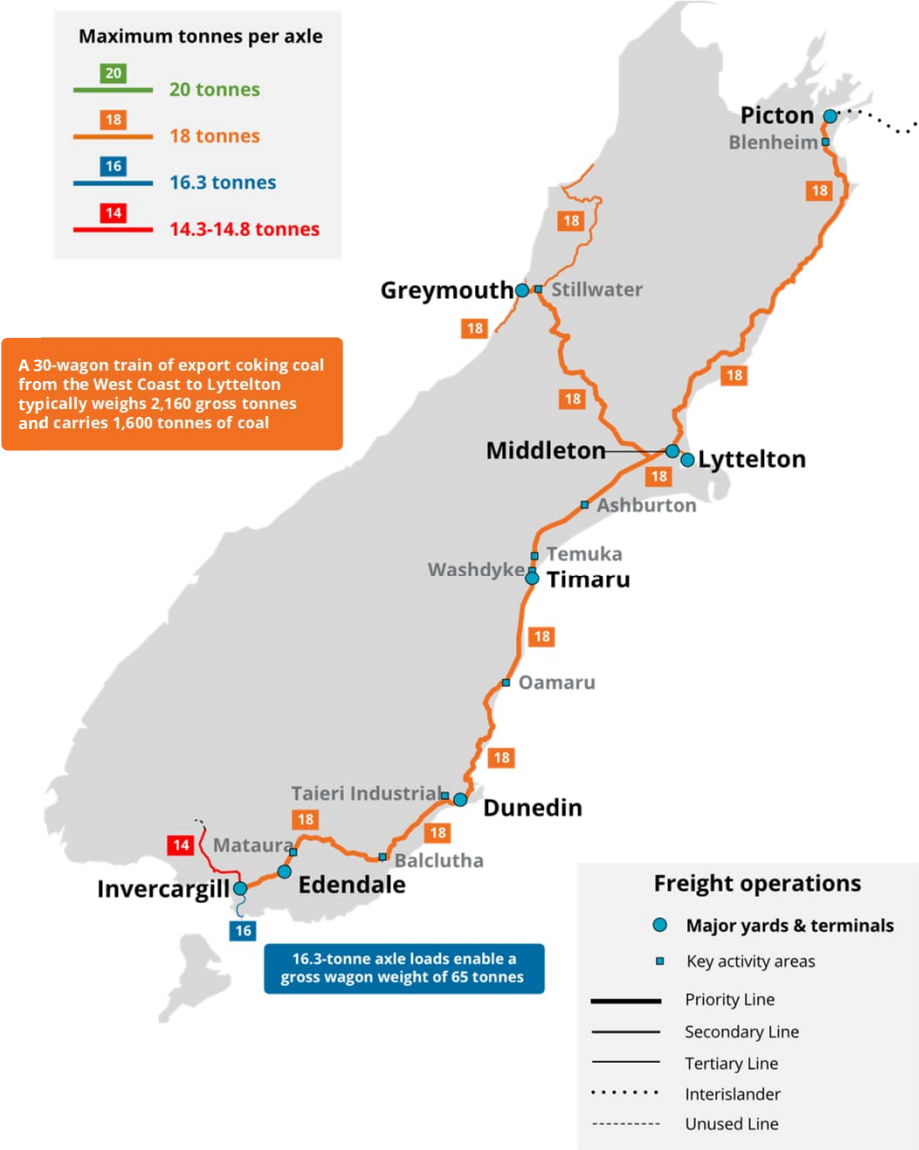 Maximum tonnes per axle
20
20 tonnes
18
18 tonnes
16
16.3 tonnes
14
14.3-14.8 tonnes
Picton
Blenheim
18
18
Greymouth
Stillwater
18
A 30-wagon train of export coking coal
from the West Coast to Lyttelton
typically weighs 2,160 gross tonnes
and carries 1,600 tonnes of coal
18
18
Middleton
Lyttelton
18
Ashburton
Temuka
Washdyke
Timaru
18
Oamaru
18
Taieri Industrial
Dunedin
18
18
14
Mataura
Balclutha
Invercargill
Edendale
16
16.3-tonne axle loads enable a
gross wagon weight of 65 tonnes
Freight operations
Major yards & terminals
Key activity areas
Priority Line
Secondary Line
Tertiary Line
Interislander
Unused Line